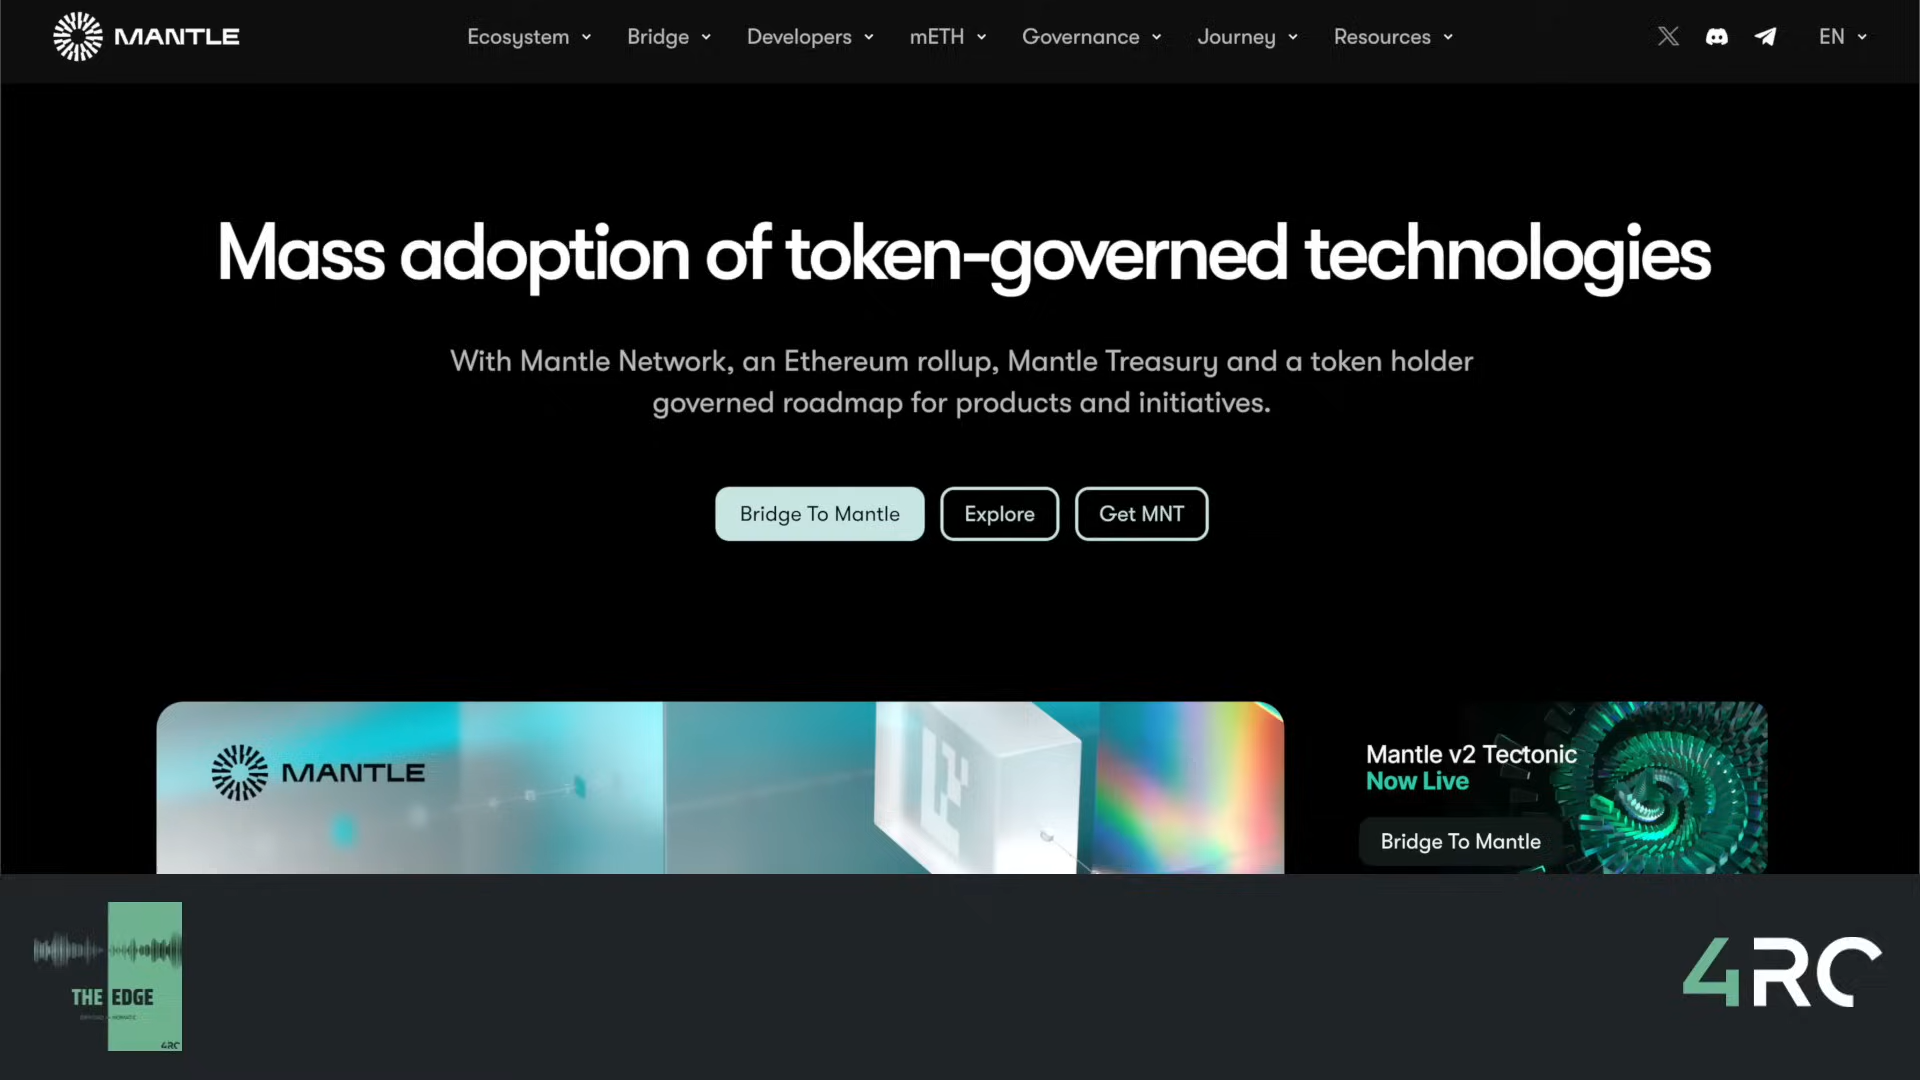 MANTLE
Ecosystem
Bridge
Developers
mETH
Governance
Journey
Resources
EN
Mass adoption of token-governed technologies
With Mantle Network, an Ethereum rollup, Mantle Treasury and a token holder
governed roadmap for products and initiatives.
Bridge To Mantle
Explore
Get MNT
MANTLE
Mantle v2 Tectonic
Now Live
Bridge To Mantle
THE EDGE
4RC
4RC